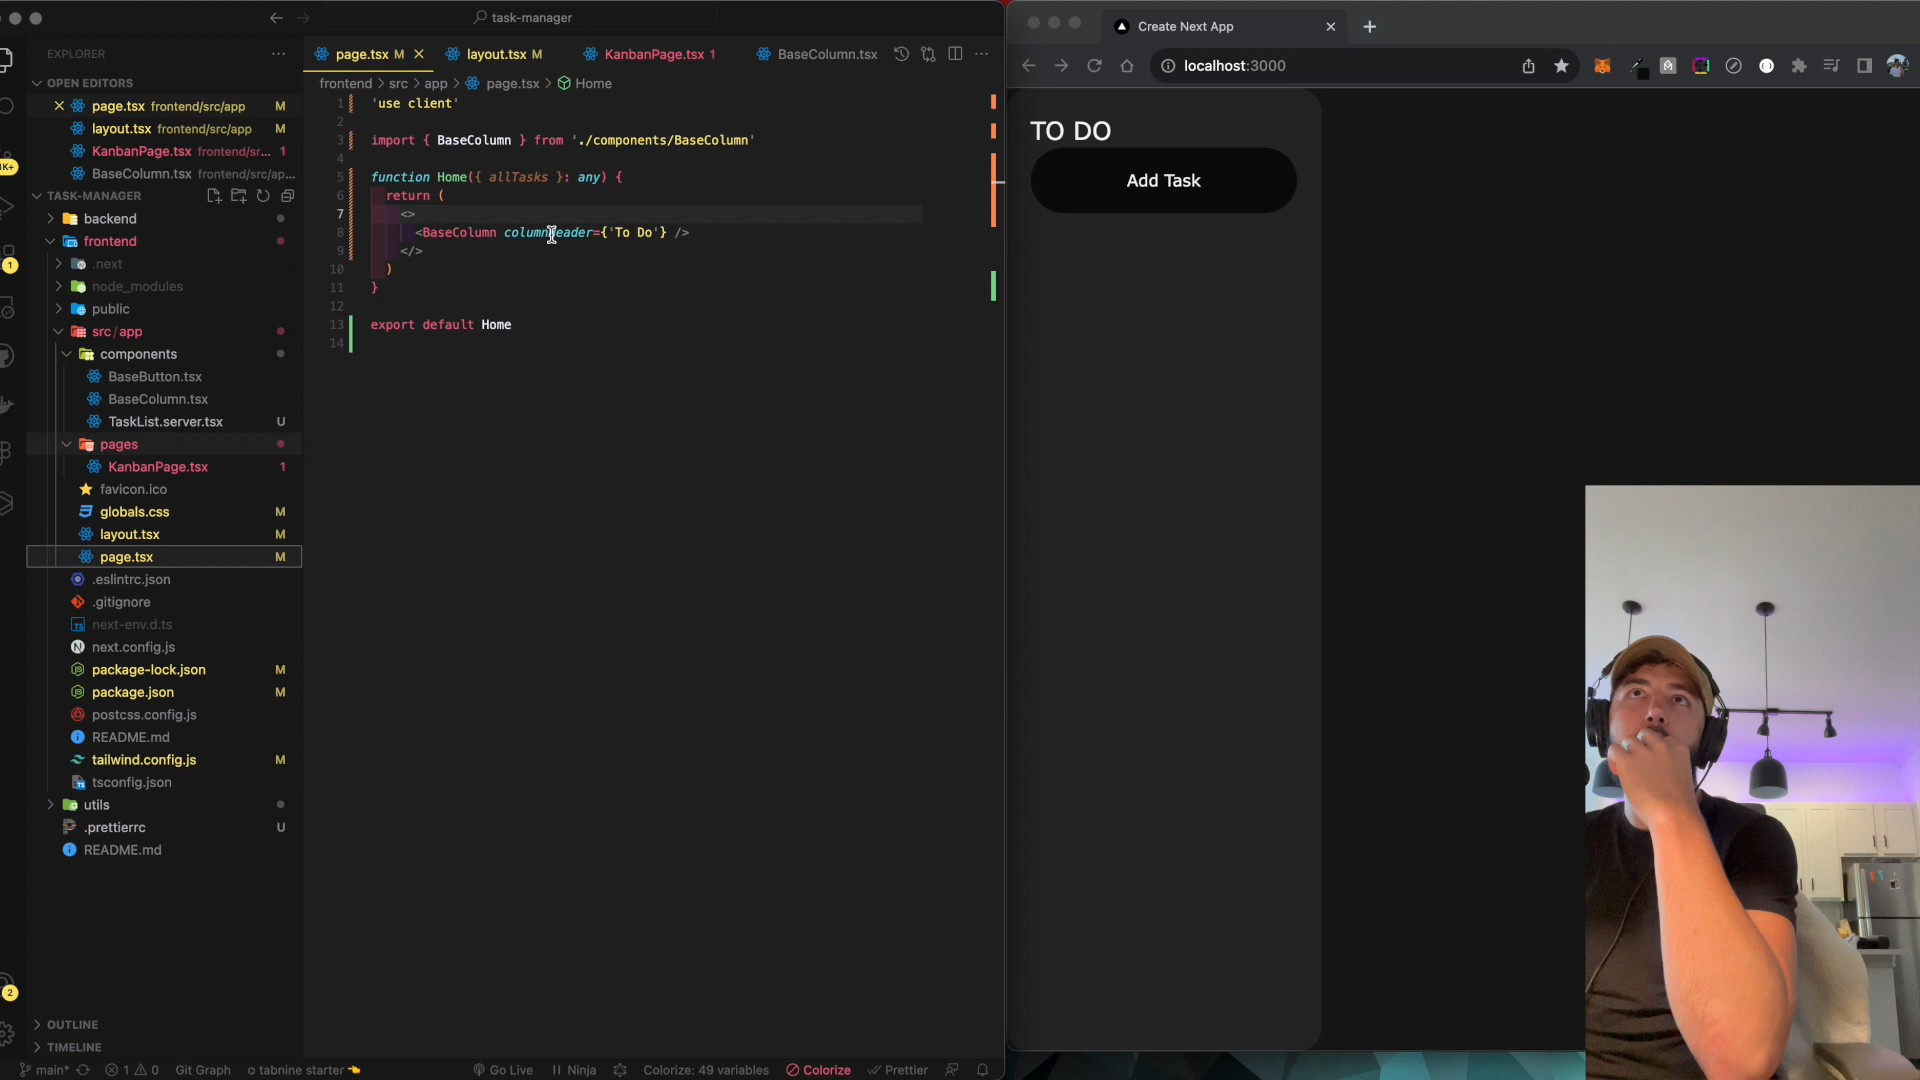 task-manager
EXPLORER
OPEN EDITORS
page.tsx frontend/src/app M
layout.tsx frontend/src/app M
KanbanPage.tsx frontend/sr... 1
BaseColumn.tsx frontend/src/ap...
TASK-MANAGER
backend
frontend
.next
node_modules
public
src/app
components
BaseButton.tsx
BaseColumn.tsx
TaskList.server.tsx U
pages
KanbanPage.tsx 1
favicon.ico
globals.css M
layout.tsx M
page.tsx M
.eslintrc.json
.gitignore
next-env.d.ts
next.config.js
package-lock.json M
package.json M
postcss.config.js
README.md
tailwind.config.js M
tsconfig.json
utils
.prettierrc U
README.md
OUTLINE
TIMELINE
1K+
1
2
page.tsx M
layout.tsx M
KanbanPage.tsx 1
BaseColumn.tsx
frontend > src > app > page.tsx > Home
1 'use client'
2
3 import { BaseColumn } from './components/BaseColumn'
4
5 function Home({ allTasks }: any) {
6 return (
7 <>
8 <BaseColumn columnHeader={'To Do'} />
9 </>
10 )
11 }
12
13 export default Home
14
main* 1 0 Git Graph tabnine starter Go Live Ninja Colorize: 49 variables Colorize Prettier
Create Next App
localhost:3000
TO DO
Add Task